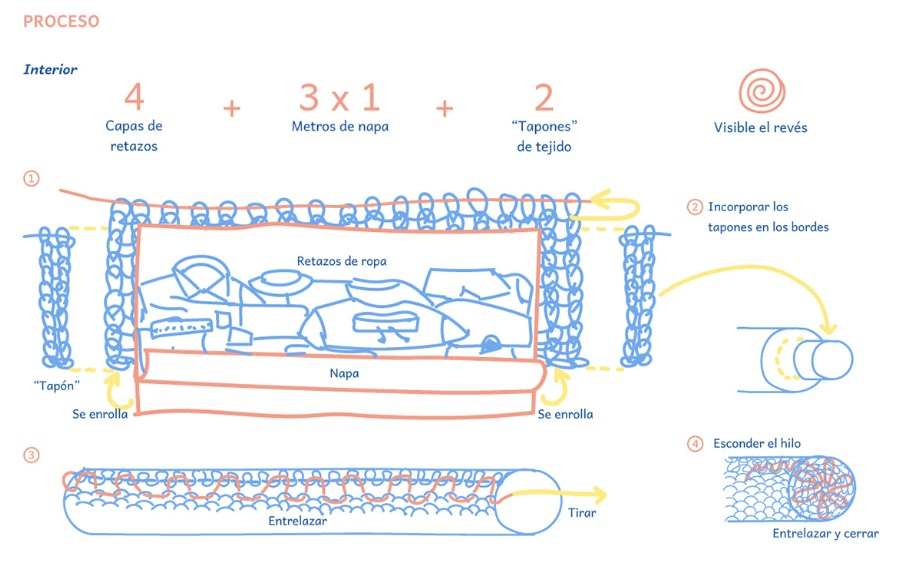 PROCESO
Interior
4 + 3 x 1 + 2
Capas de
retazos
Metros de napa
“Tapones”
de tejido
Visible el revés
1
Retazos de ropa
Napa
“Tapón”
Se enrolla
Se enrolla
2 Incorporar los
tapones en los bordes
3
Entrelazar
Tirar
4 Esconder el hilo
Entrelazar y cerrar